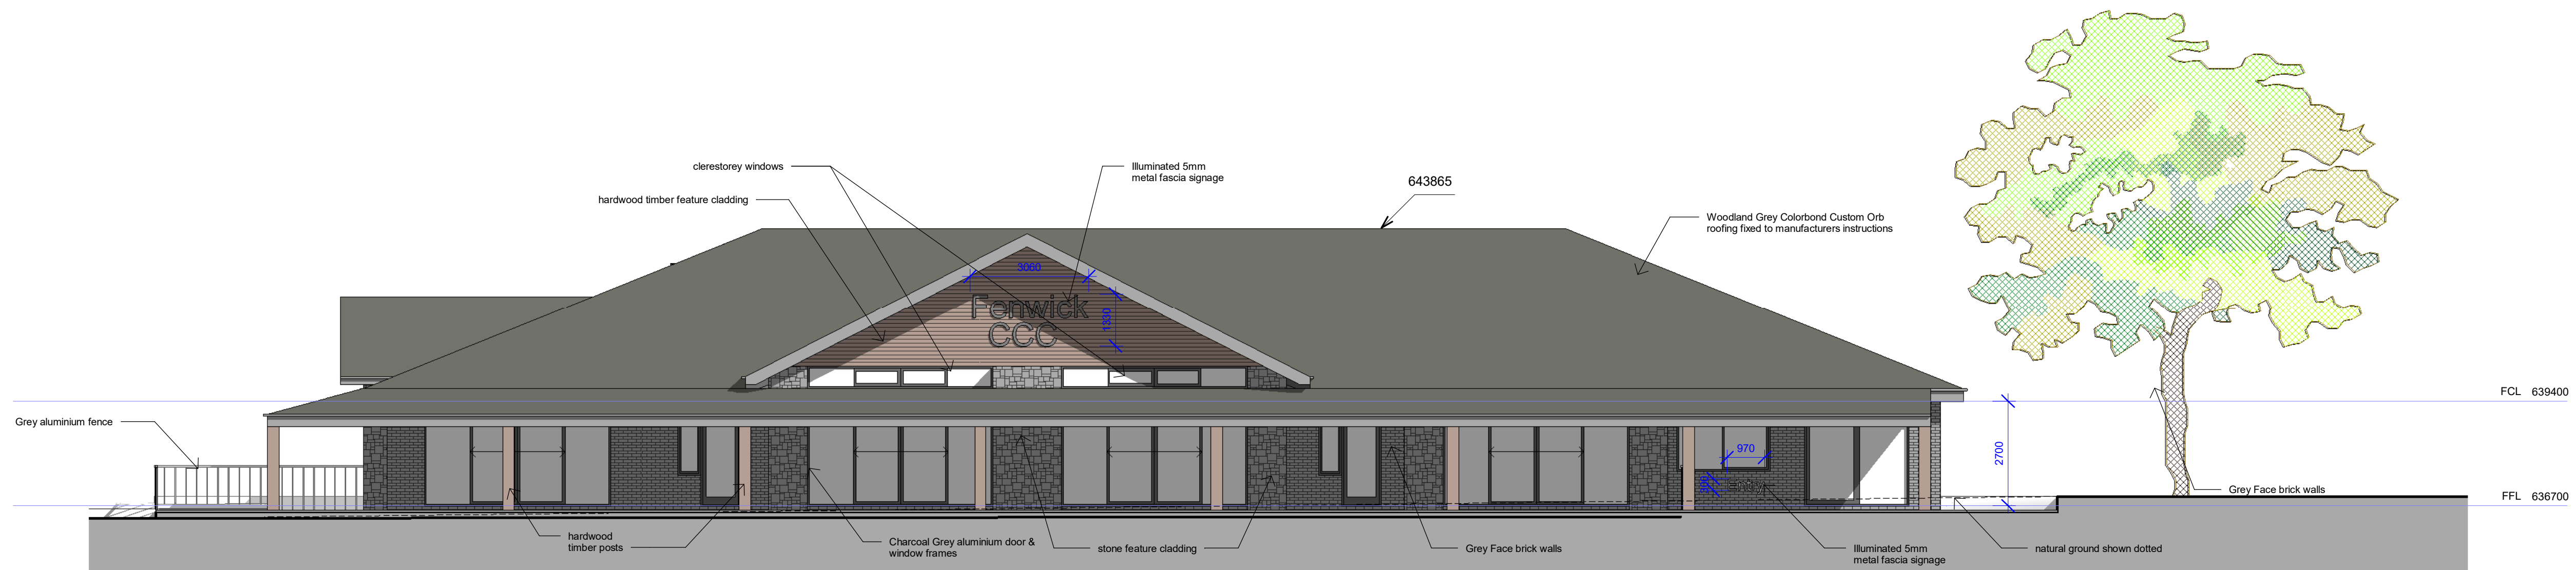 643865
clerestorey windows
Illuminated 5mm
metal fascia signage
hardwood timber feature cladding
Woodland Grey Colorbond Custom Orb
roofing fixed to manufacturers instructions
3060
Fenwick
CCC
1330
FCL 639400
Grey aluminium fence
2700
970
Entry
Grey Face brick walls
FFL 636700
hardwood
timber posts
Charcoal Grey aluminium door &
window frames
stone feature cladding
Grey Face brick walls
Illuminated 5mm
metal fascia signage
natural ground shown dotted